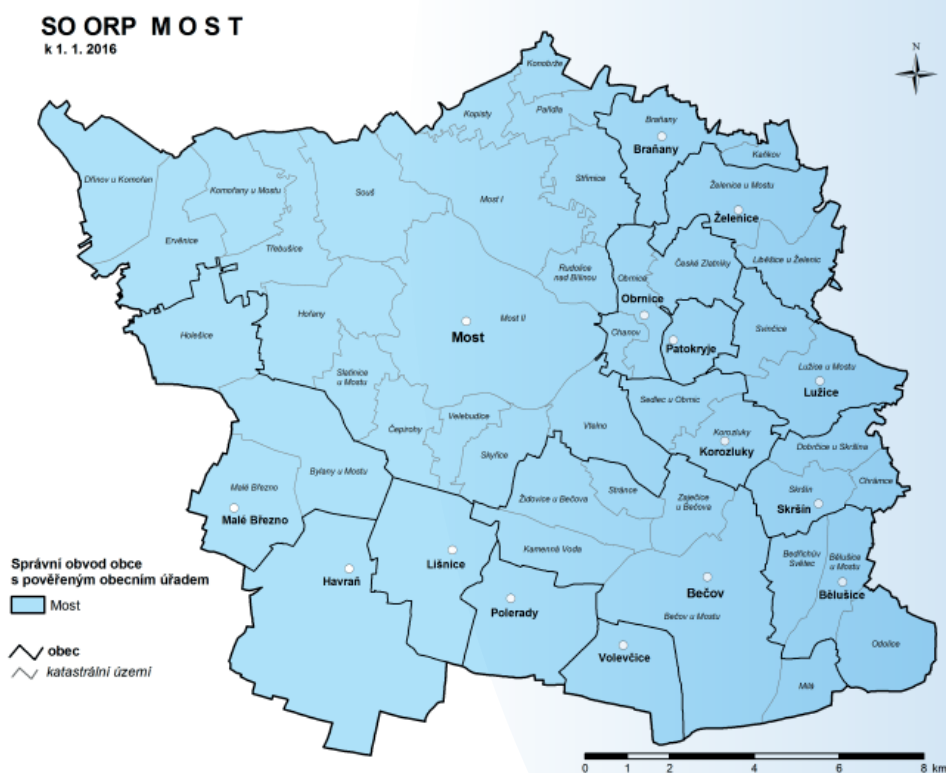 SO ORP M O S T
k 1. 1. 2016
N
Konobrže
Kopisty
Pařidla
Braňany
Braňany
Kaňkov
Dřínov u Komořan
Komořany u Mostu
Souš
Most I
Střimice
Želenice u Mostu
Želenice
Ervěnice
Třebušice
Rudolice
nad Bílinou
Obrnice
České Zlatníky
Liběšice u Želenic
Obrnice
Holešice
Hořany
Most II
Most
Chanov
Patokryje
Svinčice
Slatinice
u Mostu
Lužice u Mostu
Lužice
Sedlec u Obrnic
Čepirohy
Velebudice
Vtelno
Korozluky
Korozluky
Dobrčice u Skršína
Skyřice
Bylany u Mostu
Malé Březno
Malé Březno
Židovice u Bečova
Stránce
Zaječice
u Bečova
Skršín
Skršín
Chrámce
Kamenná Voda
Bedřichův
Světec
Bělušice
u Mostu
Bělušice
Havraň
Lišnice
Polerady
Bečov
Bečov u Mostu
Volevčice
Odolice
Milá
Správní obvod obce
s pověřeným obecním úřadem
Most
obec
katastrální území
0 1 2 4 6 8 km